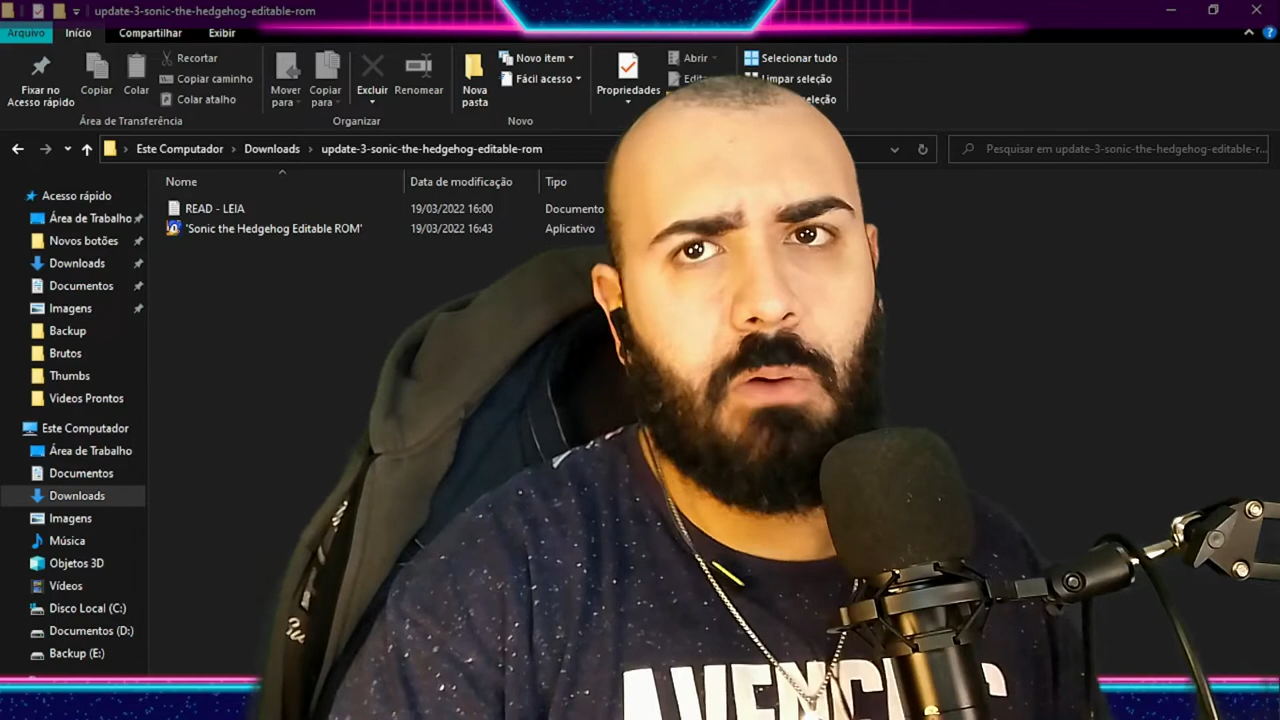 update-3-sonic-the-hedgehog-editable-rom
Arquivo Início Compartilhar Exibir
Fixar no Acesso rápido
Copiar
Colar
Recortar
Copiar caminho
Colar atalho
Área de Transferência
Mover para
Copiar para
Excluir
Renomear
Organizar
Nova pasta
Novo item
Fácil acesso
Novo
Propriedades
Abrir
Selecionar tudo
Limpar seleção
seleção
Este Computador Downloads update-3-sonic-the-hedgehog-editable-rom
Pesquisar em update-3-sonic-the-hedgehog-editable-r...
Nome Data de modificação Tipo
READ - LEIA 19/03/2022 16:00 Documento
'Sonic the Hedgehog Editable ROM' 19/03/2022 16:43 Aplicativo
Acesso rápido
Área de Trabalho
Novos botões
Downloads
Documentos
Imagens
Backup
Brutos
Thumbs
Videos Prontos
Este Computador
Área de Trabalho
Documentos
Downloads
Imagens
Música
Objetos 3D
Vídeos
Disco Local (C:)
Documentos (D:)
Backup (E:)